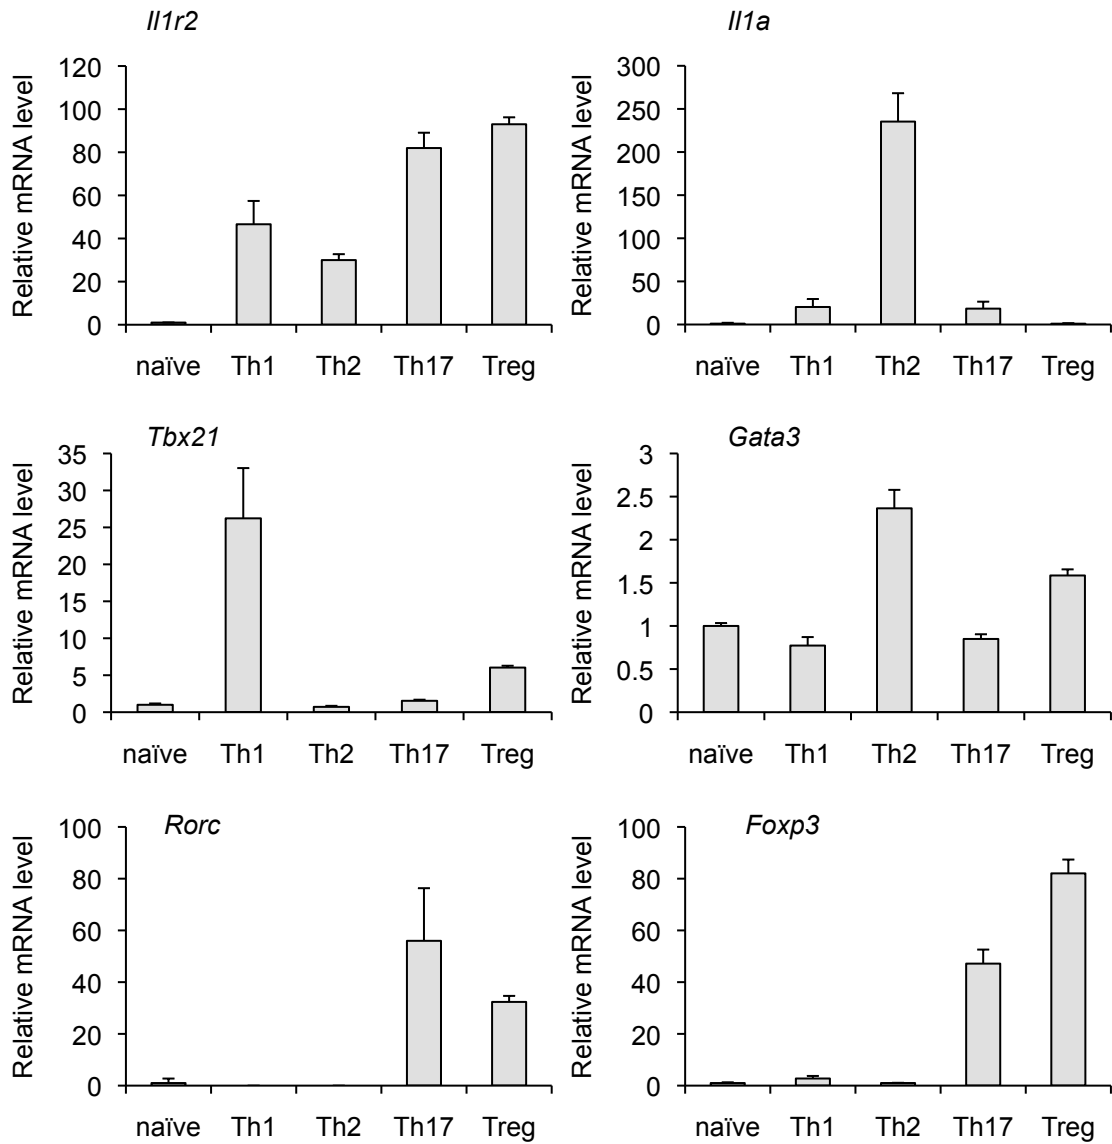 Il1r2
Relative mRNA level
120
100
80
60
40
20
0
naïve Th1 Th2 Th17 Treg
Il1a
Relative mRNA level
300
250
200
150
100
50
0
naïve Th1 Th2 Th17 Treg
Tbx21
Relative mRNA level
35
30
25
20
15
10
5
0
naïve Th1 Th2 Th17 Treg
Gata3
Relative mRNA level
3
2.5
2
1.5
1
0.5
0
naïve Th1 Th2 Th17 Treg
Rorc
Relative mRNA level
100
80
60
40
20
0
naïve Th1 Th2 Th17 Treg
Foxp3
Relative mRNA level
100
80
60
40
20
0
naïve Th1 Th2 Th17 Treg